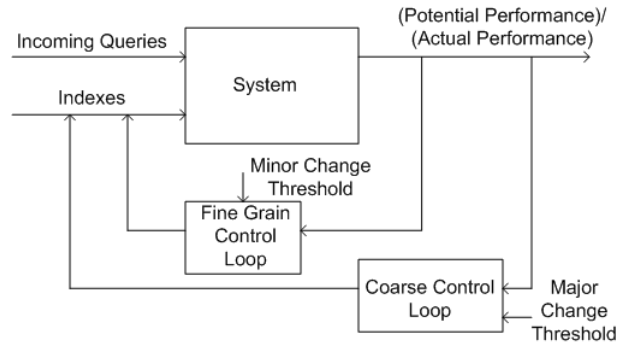 (Potential Performance)/
(Actual Performance)
Incoming Queries
System
Indexes
Minor Change
Threshold
Fine Grain
Control
Loop
Coarse Control
Loop
Major
Change
Threshold